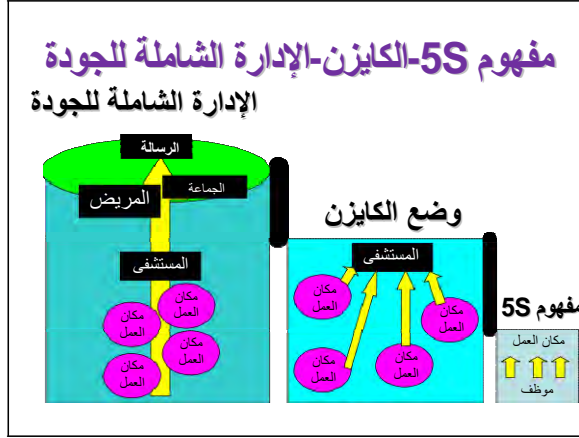 مفهوم 5S-الكايزن-الإدارة الشاملة للجودة
الإدارة الشاملة للجودة
الرسالة
الجماعة
المريض
المستشفى
مكان
العمل
مكان
العمل
مكان
العمل
مكان
العمل
وضع الكايزن
المستشفى
مكان
العمل
مكان
العمل
مكان
العمل
مكان
العمل
مفهوم 5S
مكان العمل
موظف